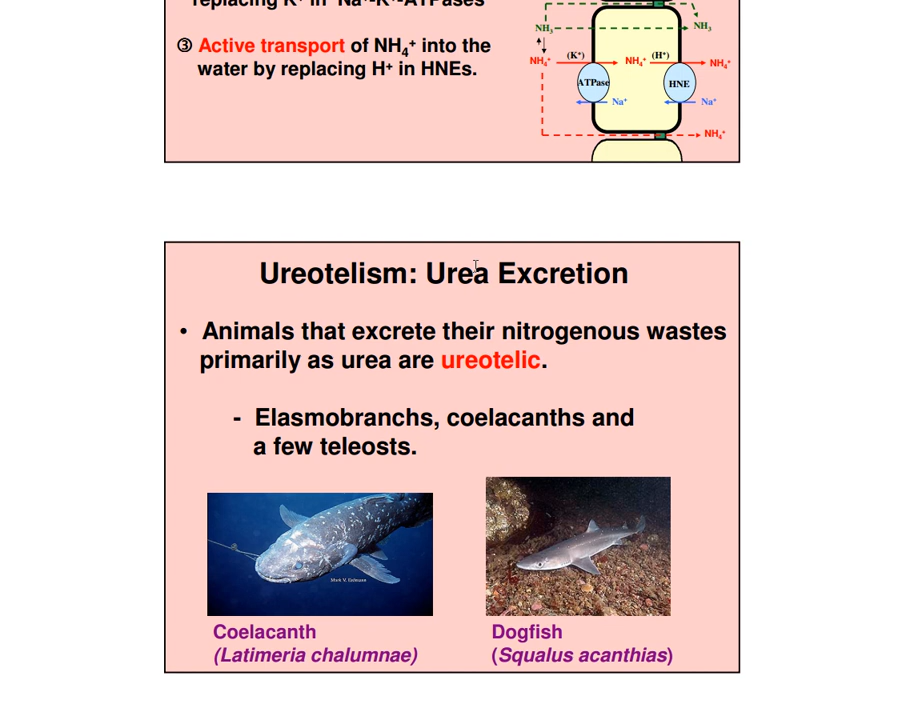 replacing K⁺ in Na⁺-K⁺-ATPases
③ Active transport of NH₄⁺ into the
water by replacing H⁺ in HNEs.
NH₃ NH₃
NH₄⁺ (K⁺) NH₄⁺ (H⁺) NH₄⁺
ATPase HNE
Na⁺ Na⁺
NH₄⁺
Ureotelism: Urea Excretion
• Animals that excrete their nitrogenous wastes
primarily as urea are ureotelic.
- Elasmobranchs, coelacanths and
a few teleosts.
Mark V. Erdmann
Coelacanth
(Latimeria chalumnae)
Dogfish
(Squalus acanthias)